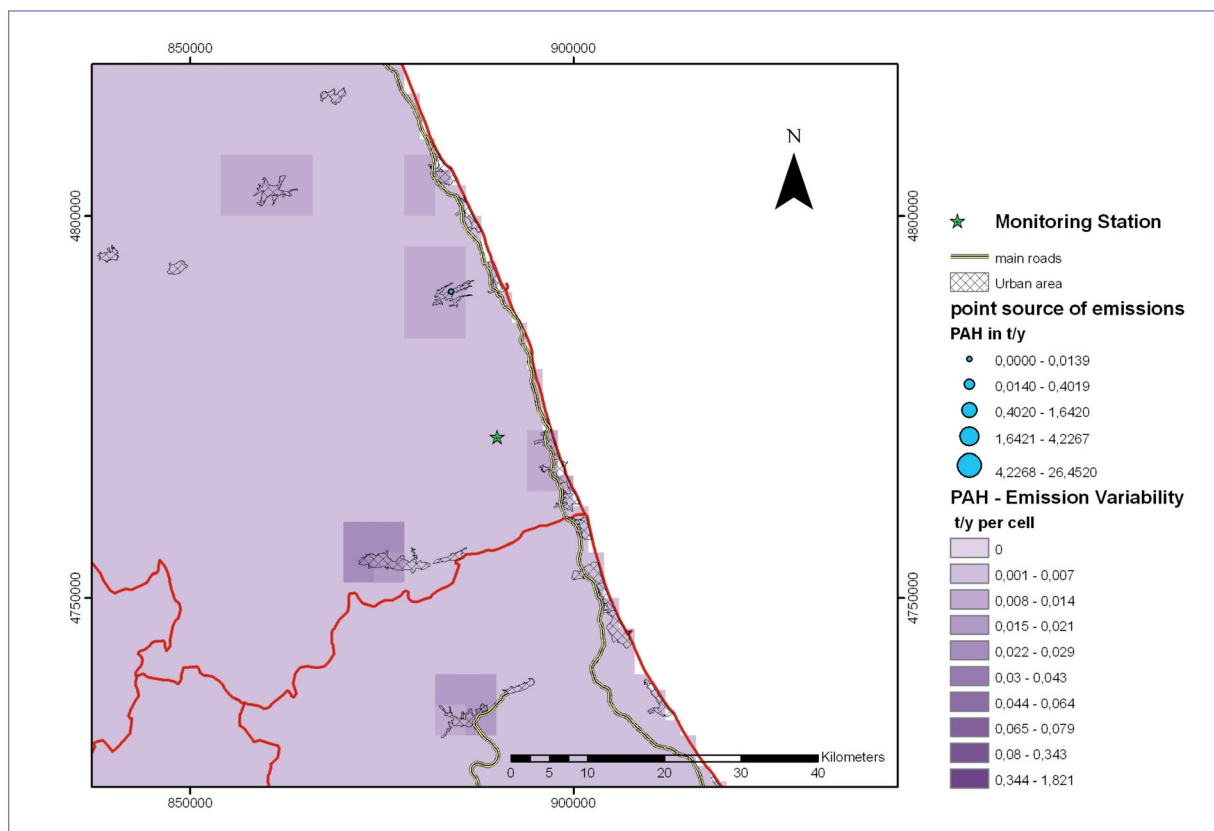 850000 900000
N
4800000 4800000
Monitoring Station
main roads
Urban area
point source of emissions
PAH in t/y
0,0000 - 0,0139
0,0140 - 0,4019
0,4020 - 1,6420
1,6421 - 4,2267
4,2268 - 26,4520
PAH - Emission Variability
t/y per cell
0
0,001 - 0,007
0,008 - 0,014
0,015 - 0,021
0,022 - 0,029
0,03 - 0,043
0,044 - 0,064
0,065 - 0,079
0,08 - 0,343
0,344 - 1,821
4750000 4750000
Kilometers
0 5 10 20 30 40
850000 900000